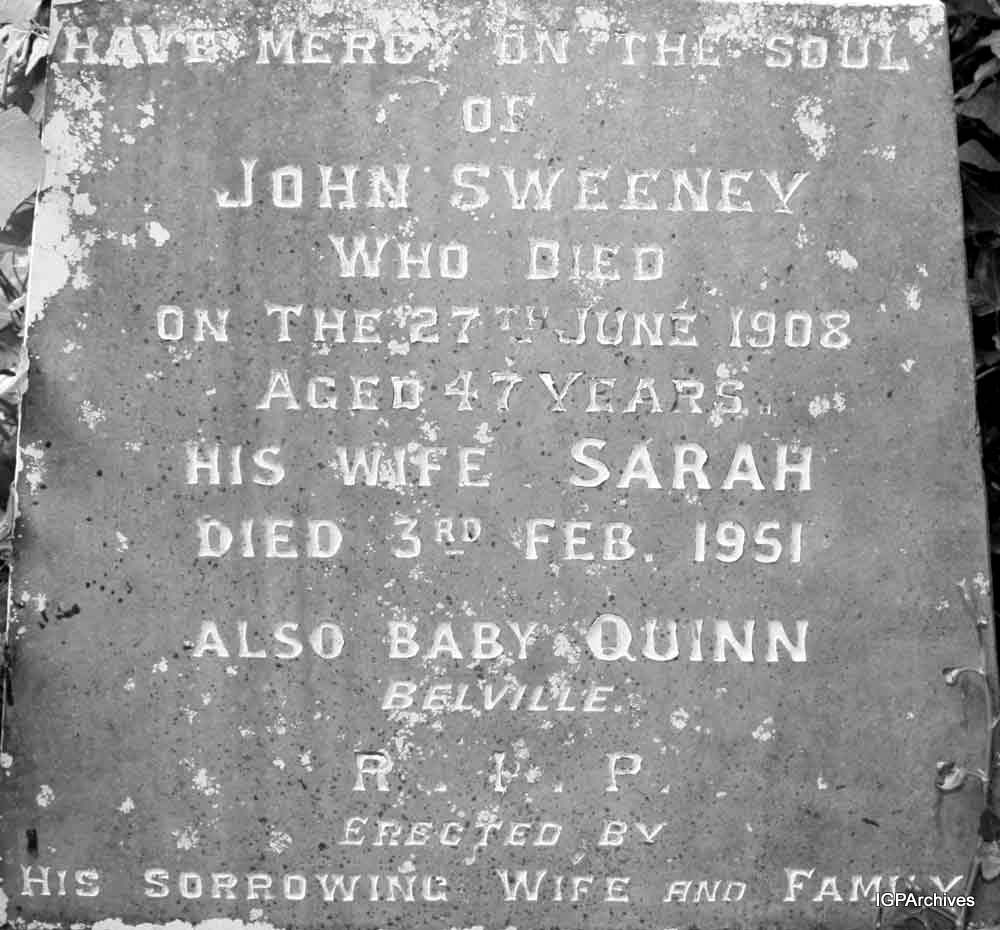 HAVE MERCY ON THE SOUL
OF
JOHN SWEENEY
WHO DIED
ON THE 27TH JUNE 1908
AGED 47 YEARS.
HIS WIFE SARAH
DIED 3RD FEB. 1951
ALSO BABY QUINN
BELVILLE.
R. I. P.
ERECTED BY
HIS SORROWING WIFE AND FAMILY
IGPArchives